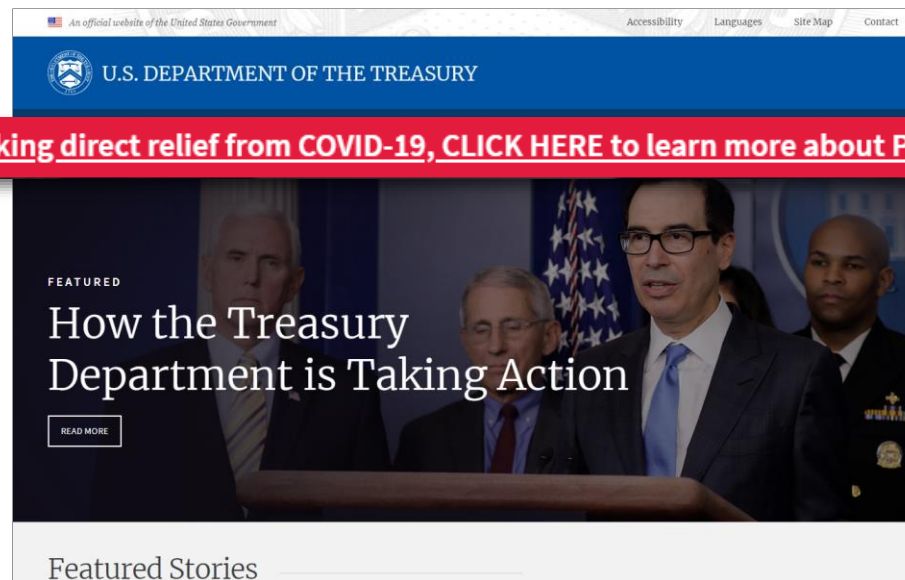 An official website of the United States Government
Accessibility Languages Site Map Contact
U.S. DEPARTMENT OF THE TREASURY
king direct relief from COVID-19, CLICK HERE to learn more about P
FEATURED
How the Treasury
Department is Taking Action
READ MORE
Featured Stories